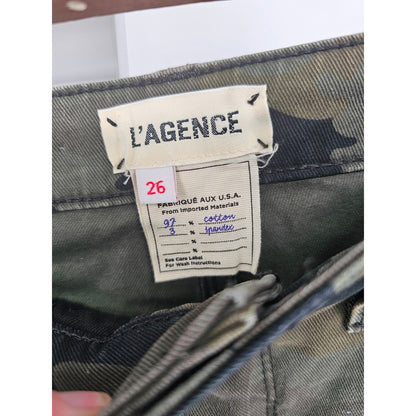 L'AGENCE
26
FABRIQUÉ AUX U.S.A.
From Imported Materials
97 % cotton
3 % spandex
%
%
See Care Label
For Wash Instructions